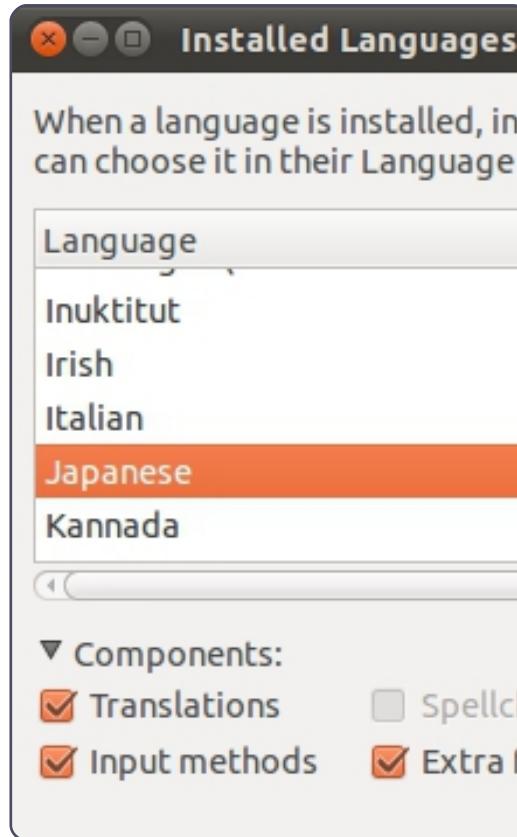 Installed Languages
When a language is installed, in
can choose it in their Language
Language
Inuktitut
Irish
Italian
Japanese
Kannada
Components:
Translations
Input methods Extra